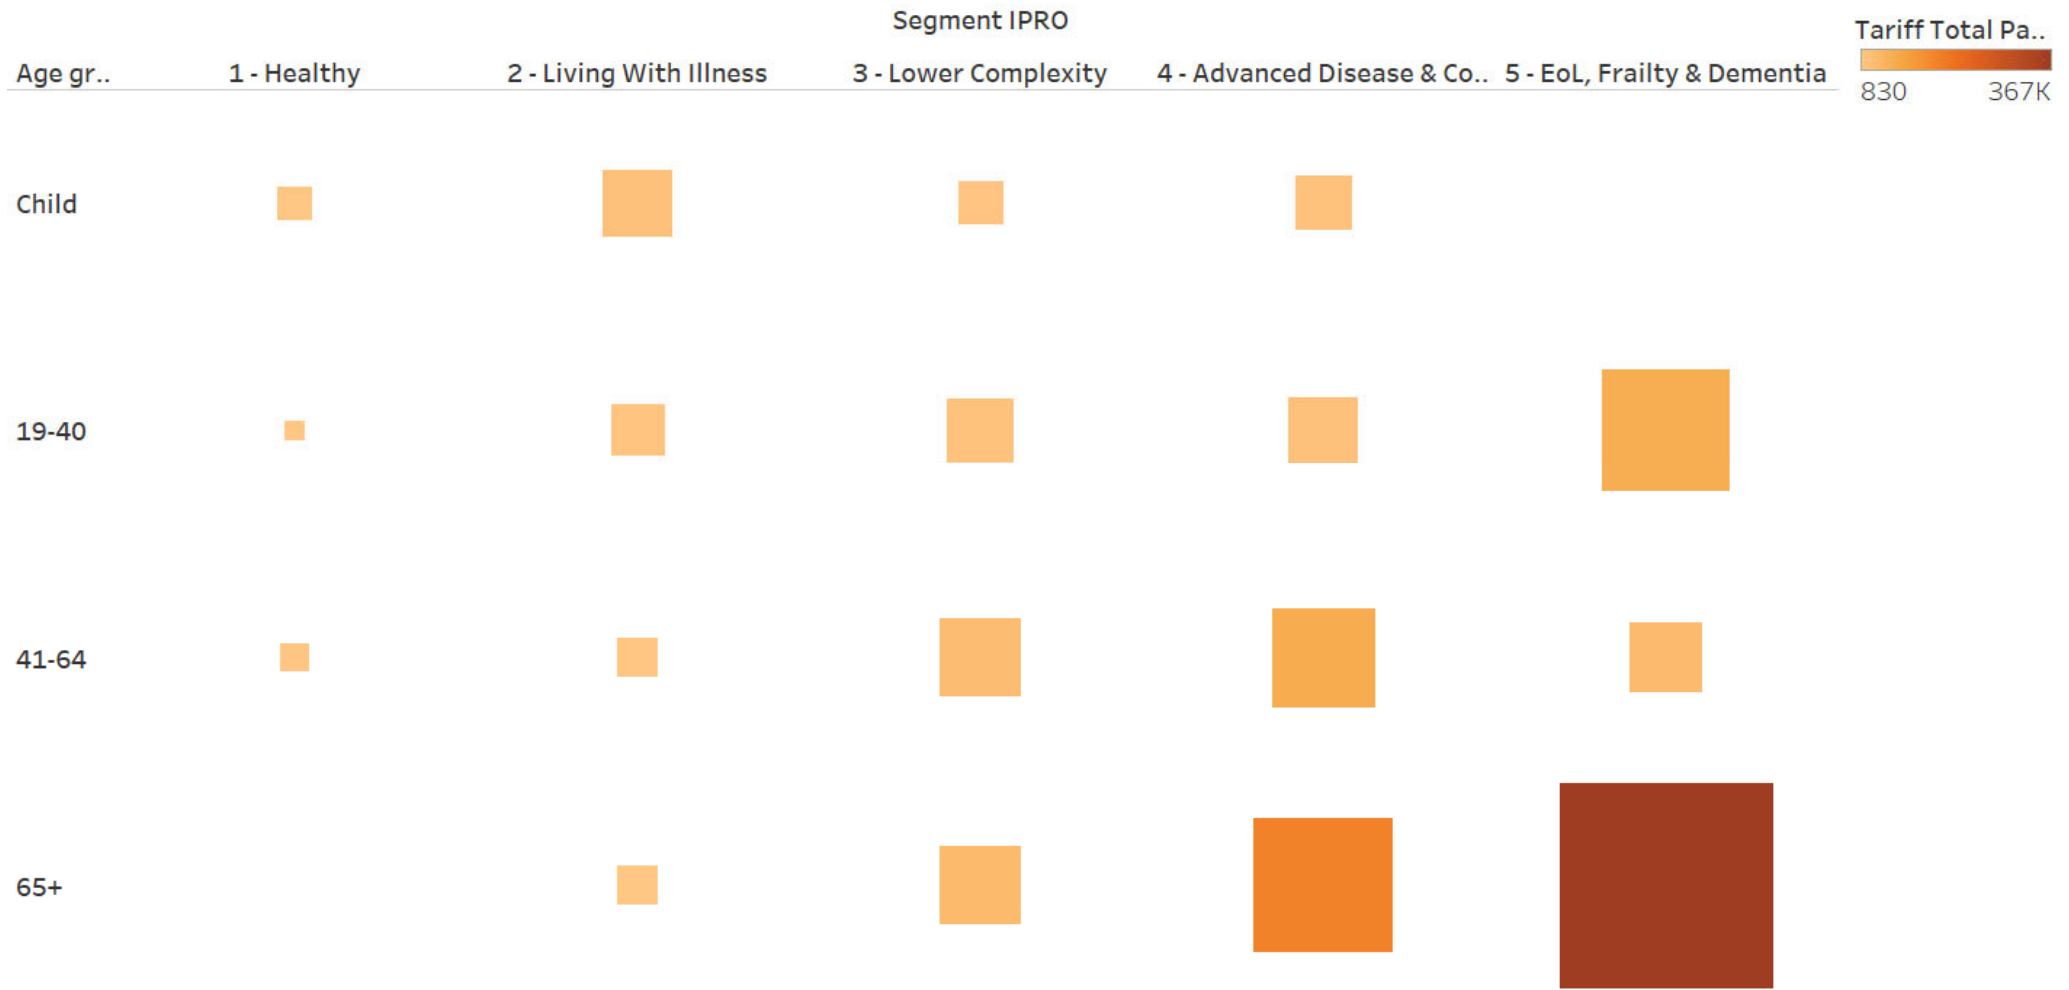 Segment IPRO
Tariff Total Pa..
Age gr.. 1 - Healthy 2 - Living With Illness 3 - Lower Complexity 4 - Advanced Disease & Co.. 5 - EoL, Frailty & Dementia
830 367K
Child
19-40
41-64
65+